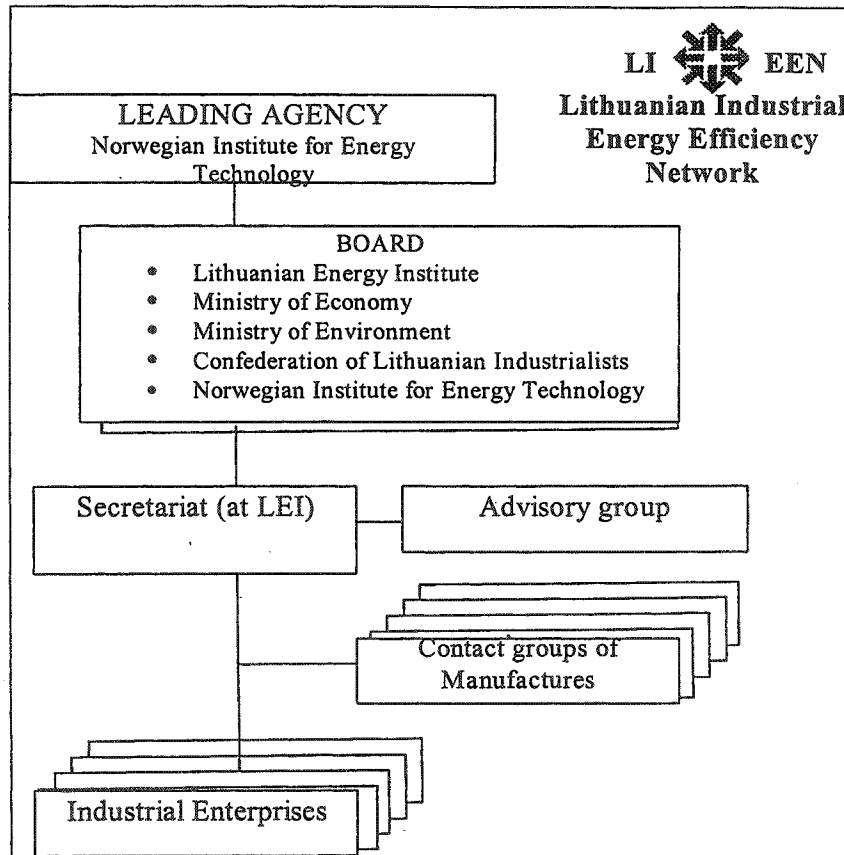 LI EEN
Lithuanian Industrial
Energy Efficiency
Network
LEADING AGENCY
Norwegian Institute for Energy
Technology
BOARD
• Lithuanian Energy Institute
• Ministry of Economy
• Ministry of Environment
• Confederation of Lithuanian Industrialists
• Norwegian Institute for Energy Technology
Secretariat (at LEI)
Advisory group
Contact groups of
Manufactures
Industrial Enterprises